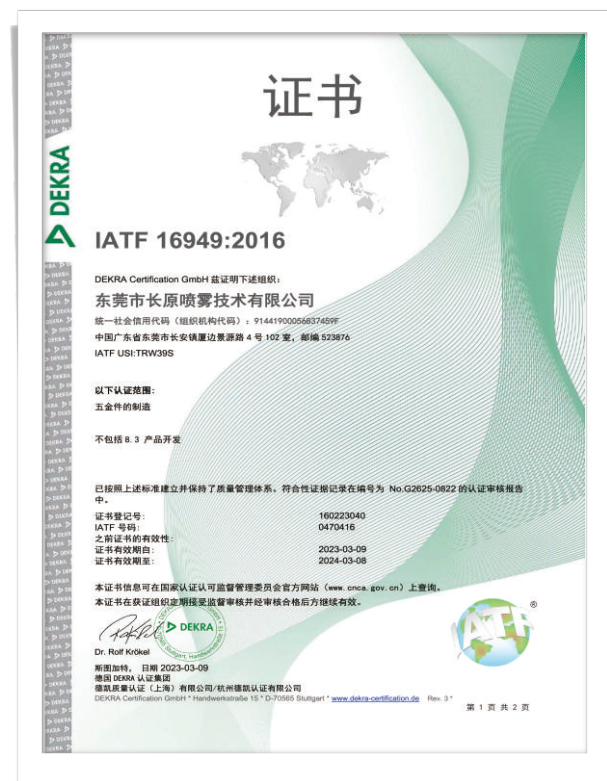 证书
DEKRA
IATF 16949:2016
DEKRA Certification GmbH 兹证明下述组织:
东莞市长原喷雾技术有限公司
统一社会信用代码(组织机构代码):91441900056837459F
中国广东省东莞市长安镇厦边景源路 4 号 102 室,邮编 523876
IATF USI:TRW39S
以下认证范围:
五金件的制造
不包括 8.3 产品开发
已按照上述标准建立并保持了质量管理体系。符合性证据记录在编号为 No.G2625-0822 的认证审核报告
中。
证书登记号: 160223040
IATF 号码: 0470416
之前证书的有效性:
证书有效期自: 2023-03-09
证书有效期至: 2024-03-08
本证书信息可在国家认证认可监督管理委员会官方网站(www.cnca.gov.cn)上查询。
本证书在获证组织定期接受监督审核并经审核合格后方继续有效。
DEKRA
IATF ®
Dr. Rolf Krökel
斯图加特, 日期 2023-03-09
德国 DEKRA 认证集团
德凯质量认证(上海)有限公司/杭州德凯认证有限公司
DEKRA Certification GmbH * Handwerkstraße 15 * D-70565 Stuttgart * www.dekra-certification.de Rev. 3 *
第 1 页 共 2 页